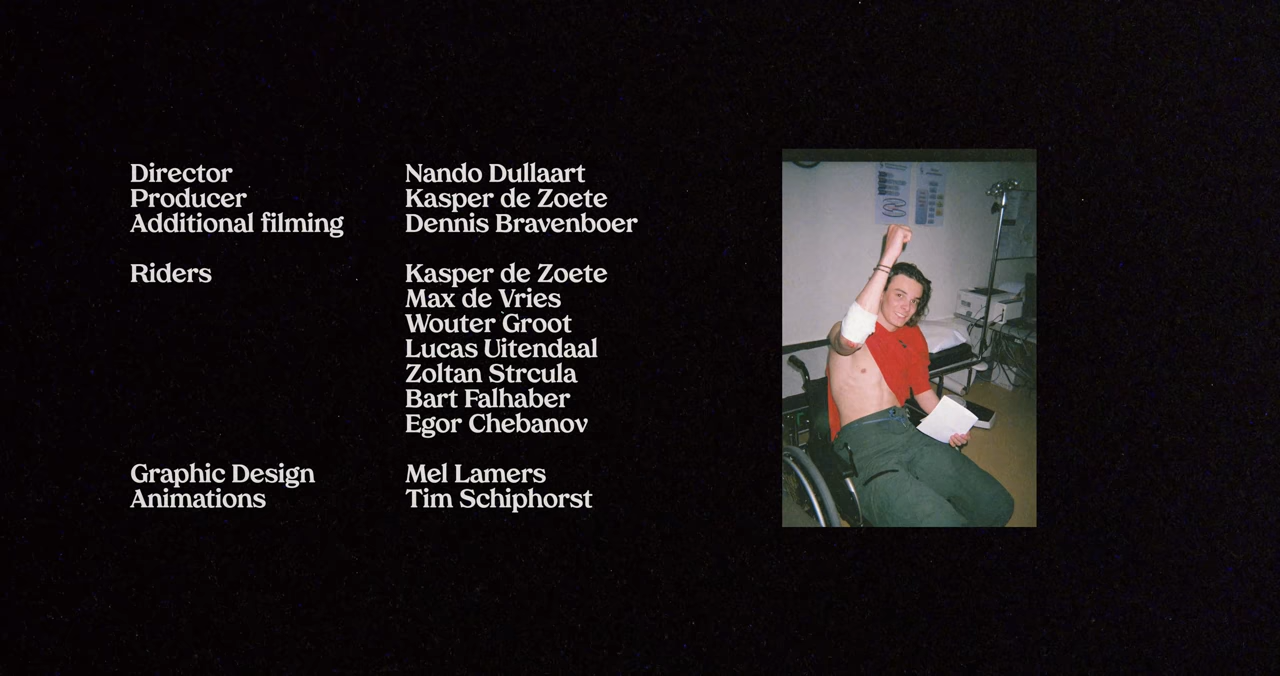 Director Nando Dullaart
Producer Kasper de Zoete
Additional filming Dennis Bravenboer
Riders Kasper de Zoete
Max de Vries
Wouter Groot
Lucas Uitendaal
Zoltan Strcula
Bart Falhaber
Egor Chebanov
Graphic Design Mel Lamers
Animations Tim Schiphorst